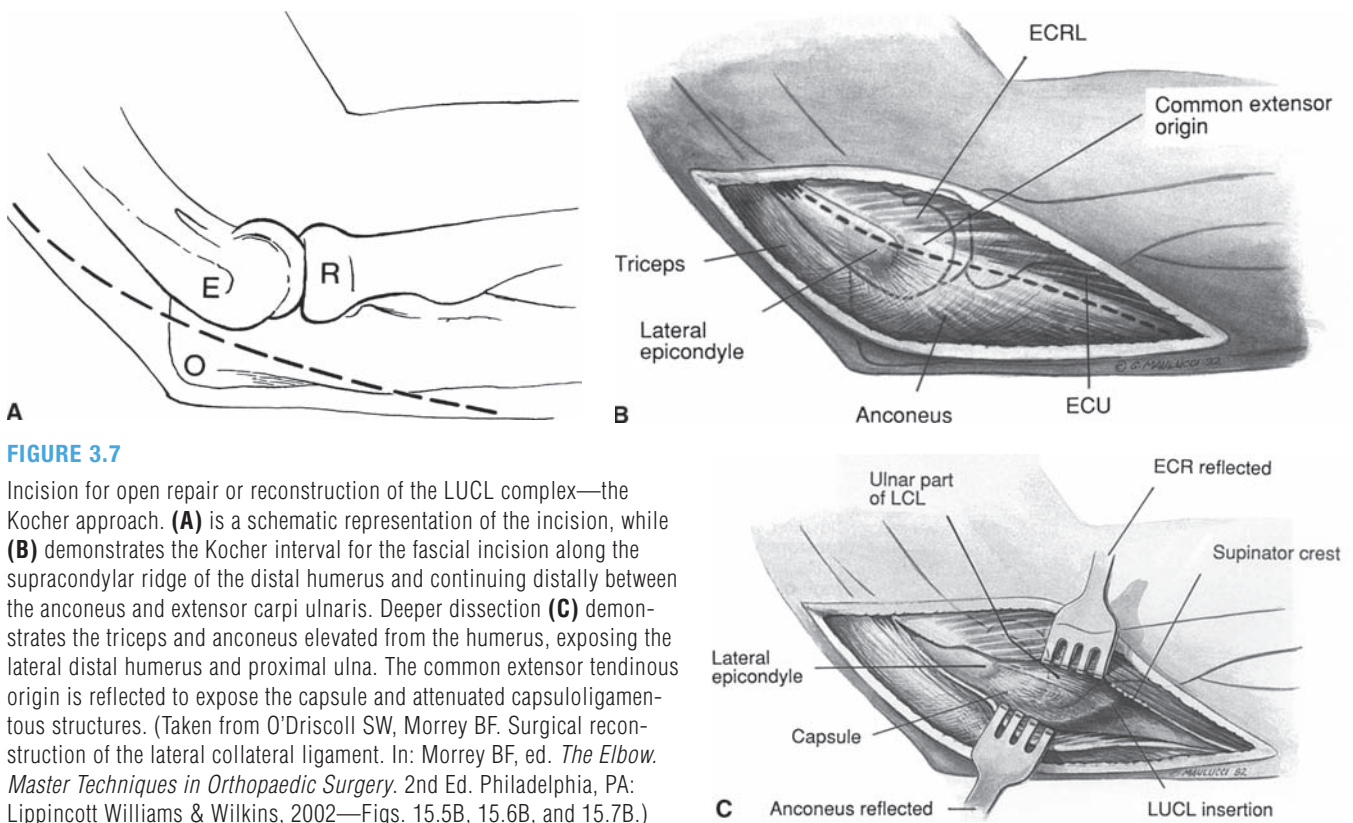 E
R
O
A
ECRL
Common extensor
origin
Triceps
Lateral
epicondyle
Anconeus
ECU
© G. MAULUCCI '92
B
FIGURE 3.7
Incision for open repair or reconstruction of the LUCL complex—the
Kocher approach. (A) is a schematic representation of the incision, while
(B) demonstrates the Kocher interval for the fascial incision along the
supracondylar ridge of the distal humerus and continuing distally between
the anconeus and extensor carpi ulnaris. Deeper dissection (C) demon-
strates the triceps and anconeus elevated from the humerus, exposing the
lateral distal humerus and proximal ulna. The common extensor tendinous
origin is reflected to expose the capsule and attenuated capsuloligamen-
tous structures. (Taken from O'Driscoll SW, Morrey BF. Surgical recon-
struction of the lateral collateral ligament. In: Morrey BF, ed. The Elbow.
Master Techniques in Orthopaedic Surgery. 2nd Ed. Philadelphia, PA:
Lippincott Williams & Wilkins, 2002—Figs. 15.5B, 15.6B, and 15.7B.)
ECR reflected
Ulnar part
of LCL
Supinator crest
Lateral
epicondyle
Capsule
MAULUCCI 92
C
Anconeus reflected
LUCL insertion